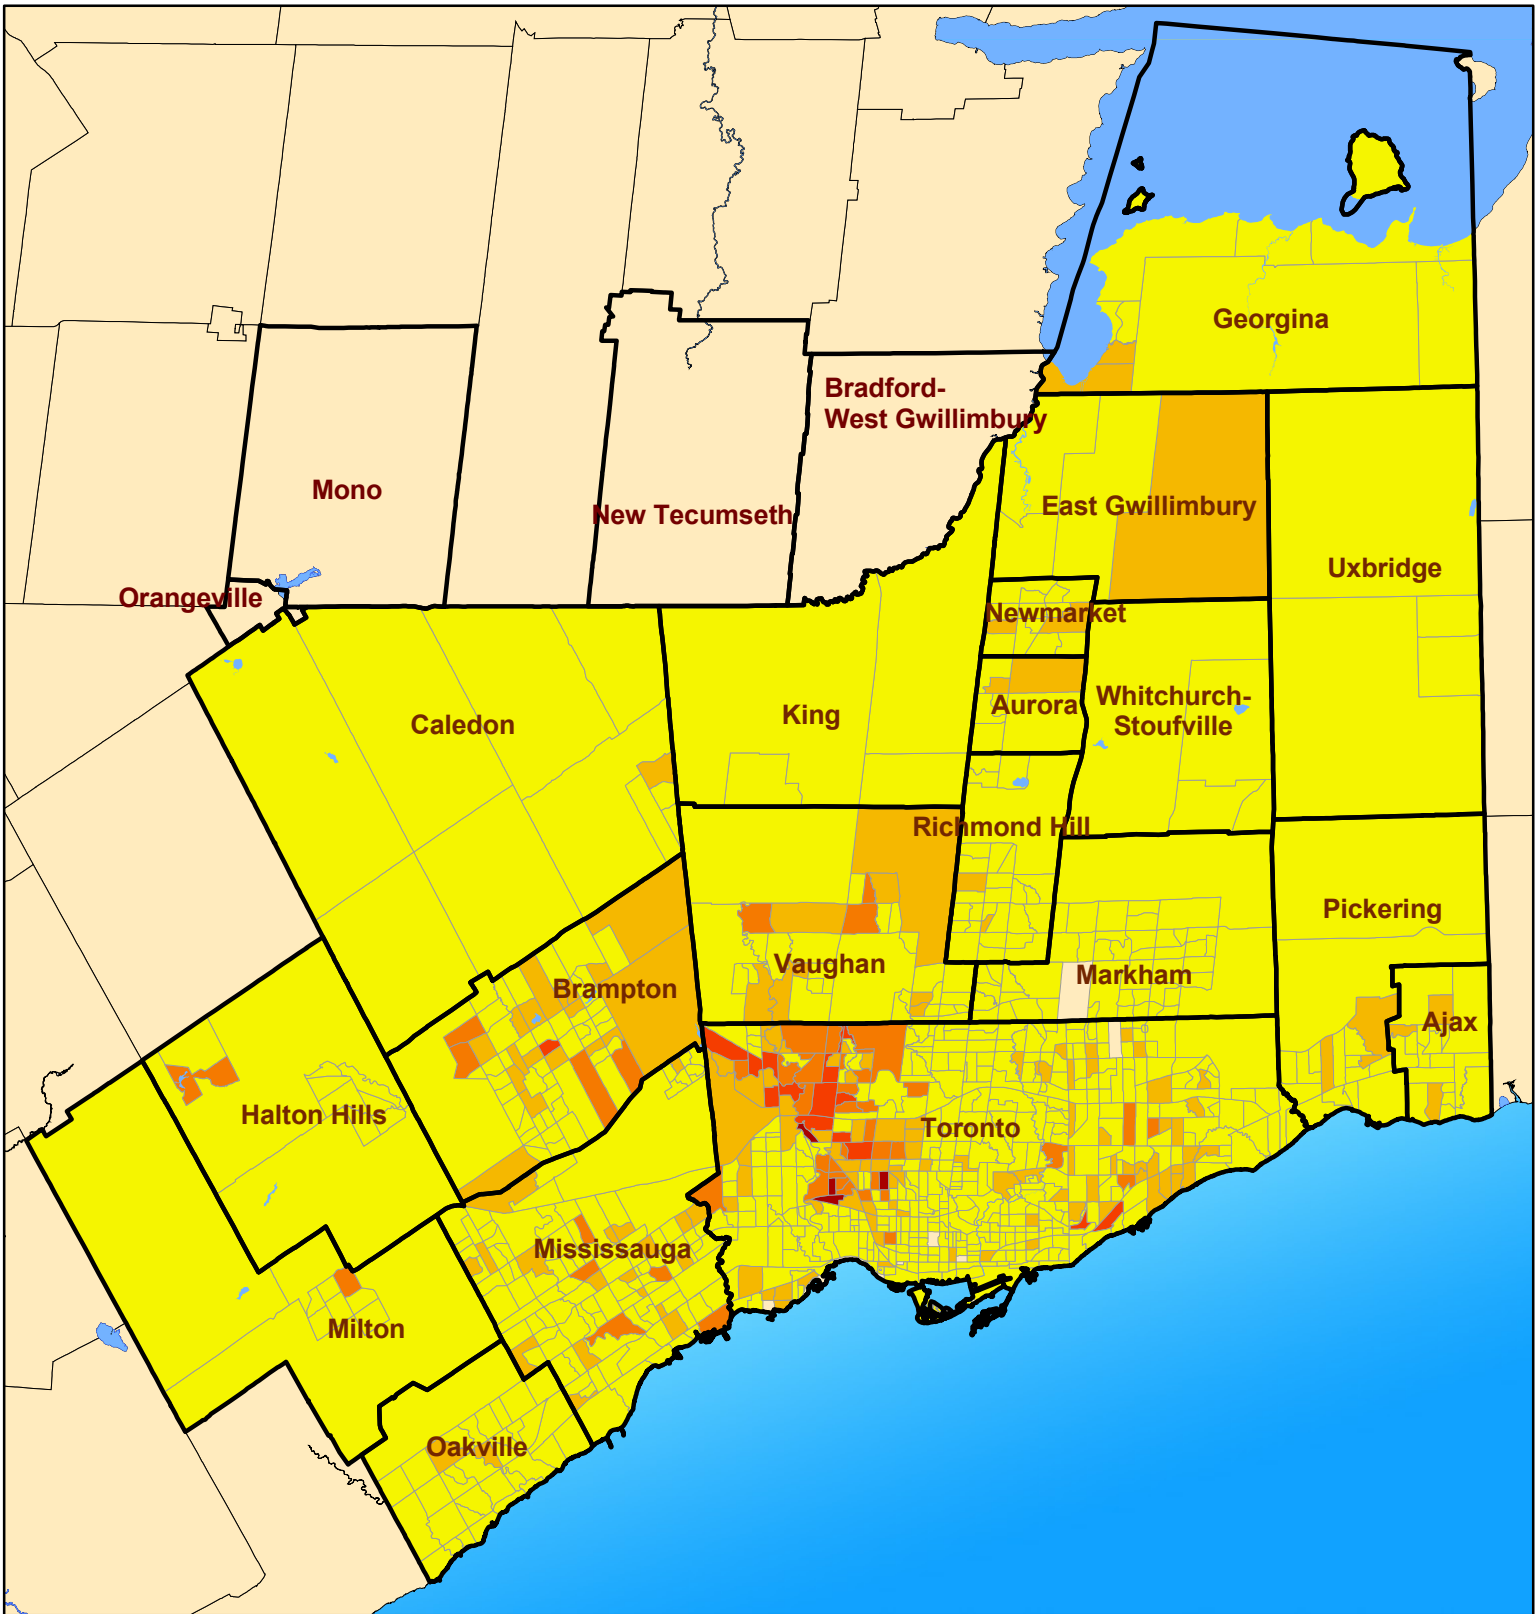 Georgina
Bradford-
West Gwillimbury
Mono
New Tecumseth
East Gwillimbury
Uxbridge
Orangeville
Newmarket
Caledon
King
Aurora
Whitchurch-
Stoufville
Richmond Hill
Pickering
Vaughan
Markham
Brampton
Ajax
Halton Hills
Toronto
Mississauga
Milton
Oakville